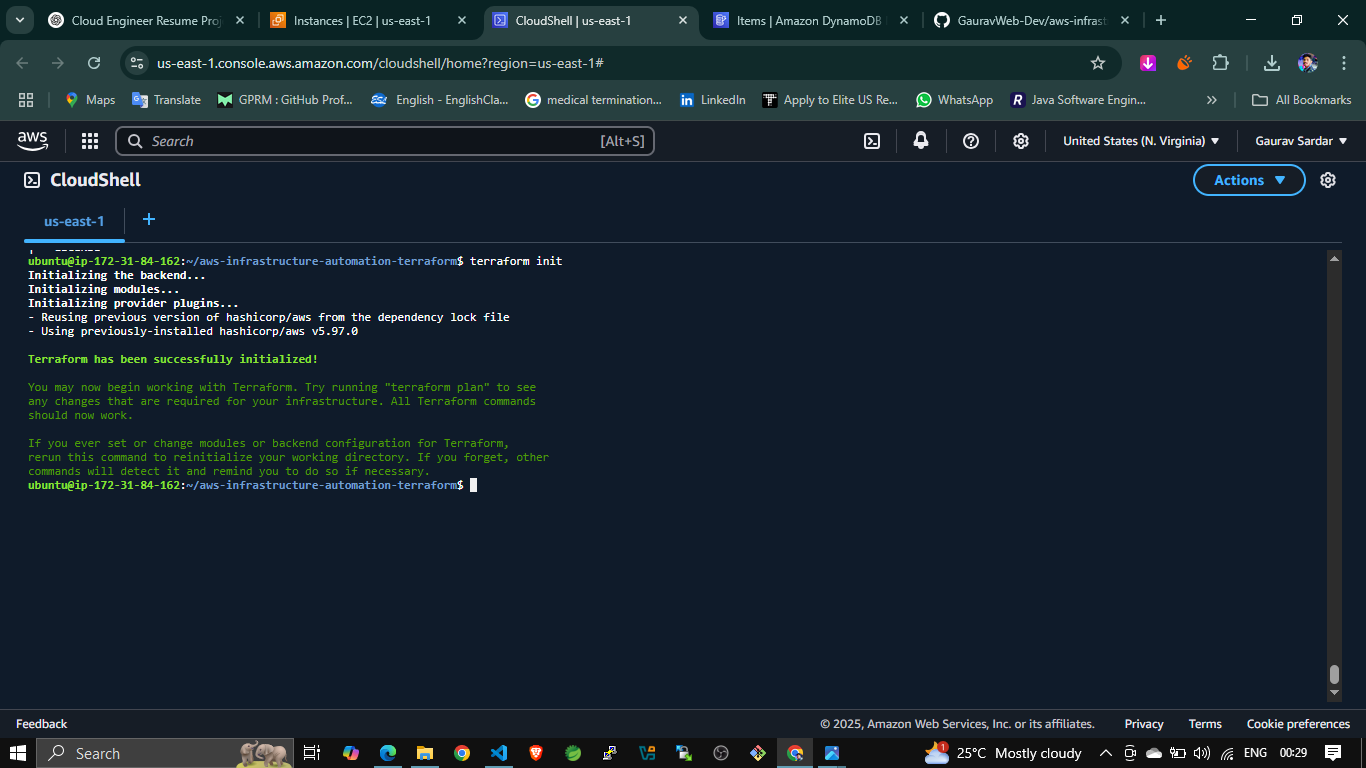 Cloud Engineer Resume Proj
Instances | EC2 | us-east-1
CloudShell | us-east-1
Items | Amazon DynamoDB
GauravWeb-Dev/aws-infrast
us-east-1.console.aws.amazon.com/cloudshell/home?region=us-east-1#
Maps
Translate
GPRM : GitHub Prof...
English - EnglishCla...
medical termination...
LinkedIn
Apply to Elite US Re...
WhatsApp
Java Software Engin...
»
All Bookmarks
aws
Search
[Alt+S]
United States (N. Virginia)
Gaurav Sardar
CloudShell
Actions
us-east-1
+
ubuntu@ip-172-31-84-162:~/aws-infrastructure-automation-terraform$ terraform init
Initializing the backend...
Initializing modules...
Initializing provider plugins...
- Reusing previous version of hashicorp/aws from the dependency lock file
- Using previously-installed hashicorp/aws v5.97.0
Terraform has been successfully initialized!
You may now begin working with Terraform. Try running "terraform plan" to see
any changes that are required for your infrastructure. All Terraform commands
should now work.
If you ever set or change modules or backend configuration for Terraform,
rerun this command to reinitialize your working directory. If you forget, other
commands will detect it and remind you to do so if necessary.
ubuntu@ip-172-31-84-162:~/aws-infrastructure-automation-terraform$
Feedback
© 2025, Amazon Web Services, Inc. or its affiliates.
Privacy
Terms
Cookie preferences
Search
1
25°C Mostly cloudy
ENG
00:29